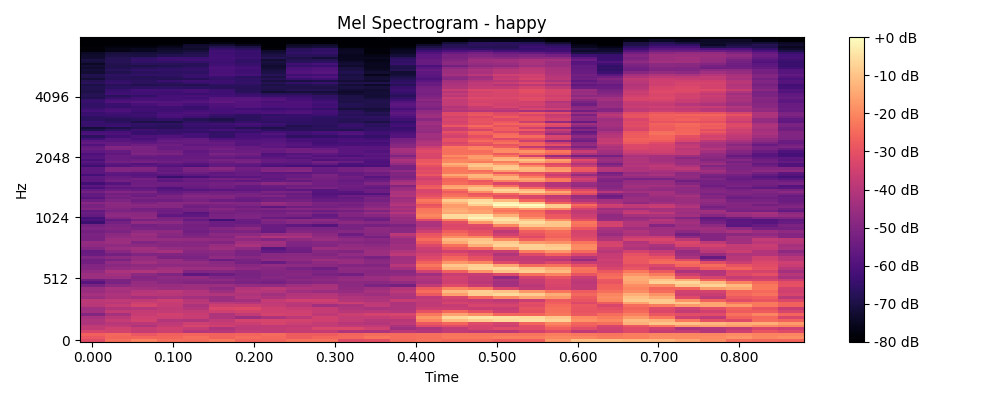 Mel Spectrogram - happy
Hz
4096
2048
1024
512
0
0.000 0.100 0.200 0.300 0.400 0.500 0.600 0.700 0.800
Time
+0 dB
-10 dB
-20 dB
-30 dB
-40 dB
-50 dB
-60 dB
-70 dB
-80 dB